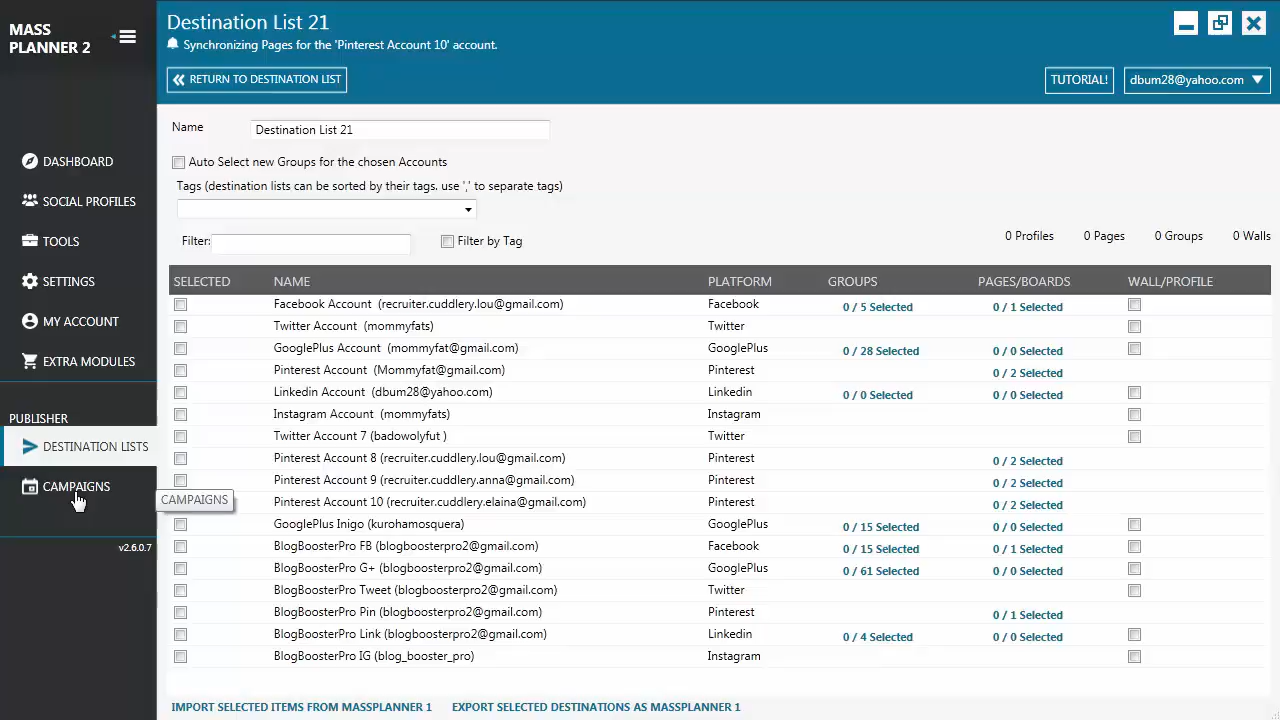 MASS
PLANNER 2
Destination List 21
Synchronizing Pages for the 'Pinterest Account 10' account.
RETURN TO DESTINATION LIST
TUTORIAL!
dbum28@yahoo.com
DASHBOARD
SOCIAL PROFILES
TOOLS
SETTINGS
MY ACCOUNT
EXTRA MODULES
PUBLISHER
DESTINATION LISTS
CAMPAIGNS
CAMPAIGNS
v2.6.0.7
Name Destination List 21
Auto Select new Groups for the chosen Accounts
Tags (destination lists can be sorted by their tags. use ',' to separate tags)
Filter: Filter by Tag
0 Profiles 0 Pages 0 Groups 0 Walls
SELECTED NAME PLATFORM GROUPS PAGES/BOARDS WALL/PROFILE
Facebook Account (recruiter.cuddlery.lou@gmail.com) Facebook 0 / 5 Selected 0 / 1 Selected
Twitter Account (mommyfats) Twitter
GooglePlus Account (mommyfat@gmail.com) GooglePlus 0 / 28 Selected 0 / 0 Selected
Pinterest Account (Mommyfat@gmail.com) Pinterest 0 / 2 Selected
Linkedin Account (dbum28@yahoo.com) Linkedin 0 / 0 Selected 0 / 0 Selected
Instagram Account (mommyfats) Instagram
Twitter Account 7 (badowolyfut ) Twitter
Pinterest Account 8 (recruiter.cuddlery.lou@gmail.com) Pinterest 0 / 2 Selected
Pinterest Account 9 (recruiter.cuddlery.anna@gmail.com) Pinterest 0 / 2 Selected
Pinterest Account 10 (recruiter.cuddlery.elaina@gmail.com) Pinterest 0 / 2 Selected
GooglePlus Inigo (kurohamosquera) GooglePlus 0 / 15 Selected 0 / 0 Selected
BlogBoosterPro FB (blogboosterpro2@gmail.com) Facebook 0 / 15 Selected 0 / 1 Selected
BlogBoosterPro G+ (blogboosterpro2@gmail.com) GooglePlus 0 / 61 Selected 0 / 0 Selected
BlogBoosterPro Tweet (blogboosterpro2@gmail.com) Twitter
BlogBoosterPro Pin (blogboosterpro2@gmail.com) Pinterest 0 / 1 Selected
BlogBoosterPro Link (blogboosterpro2@gmail.com) Linkedin 0 / 4 Selected 0 / 0 Selected
BlogBoosterPro IG (blog_booster_pro) Instagram
IMPORT SELECTED ITEMS FROM MASSPLANNER 1 EXPORT SELECTED DESTINATIONS AS MASSPLANNER 1